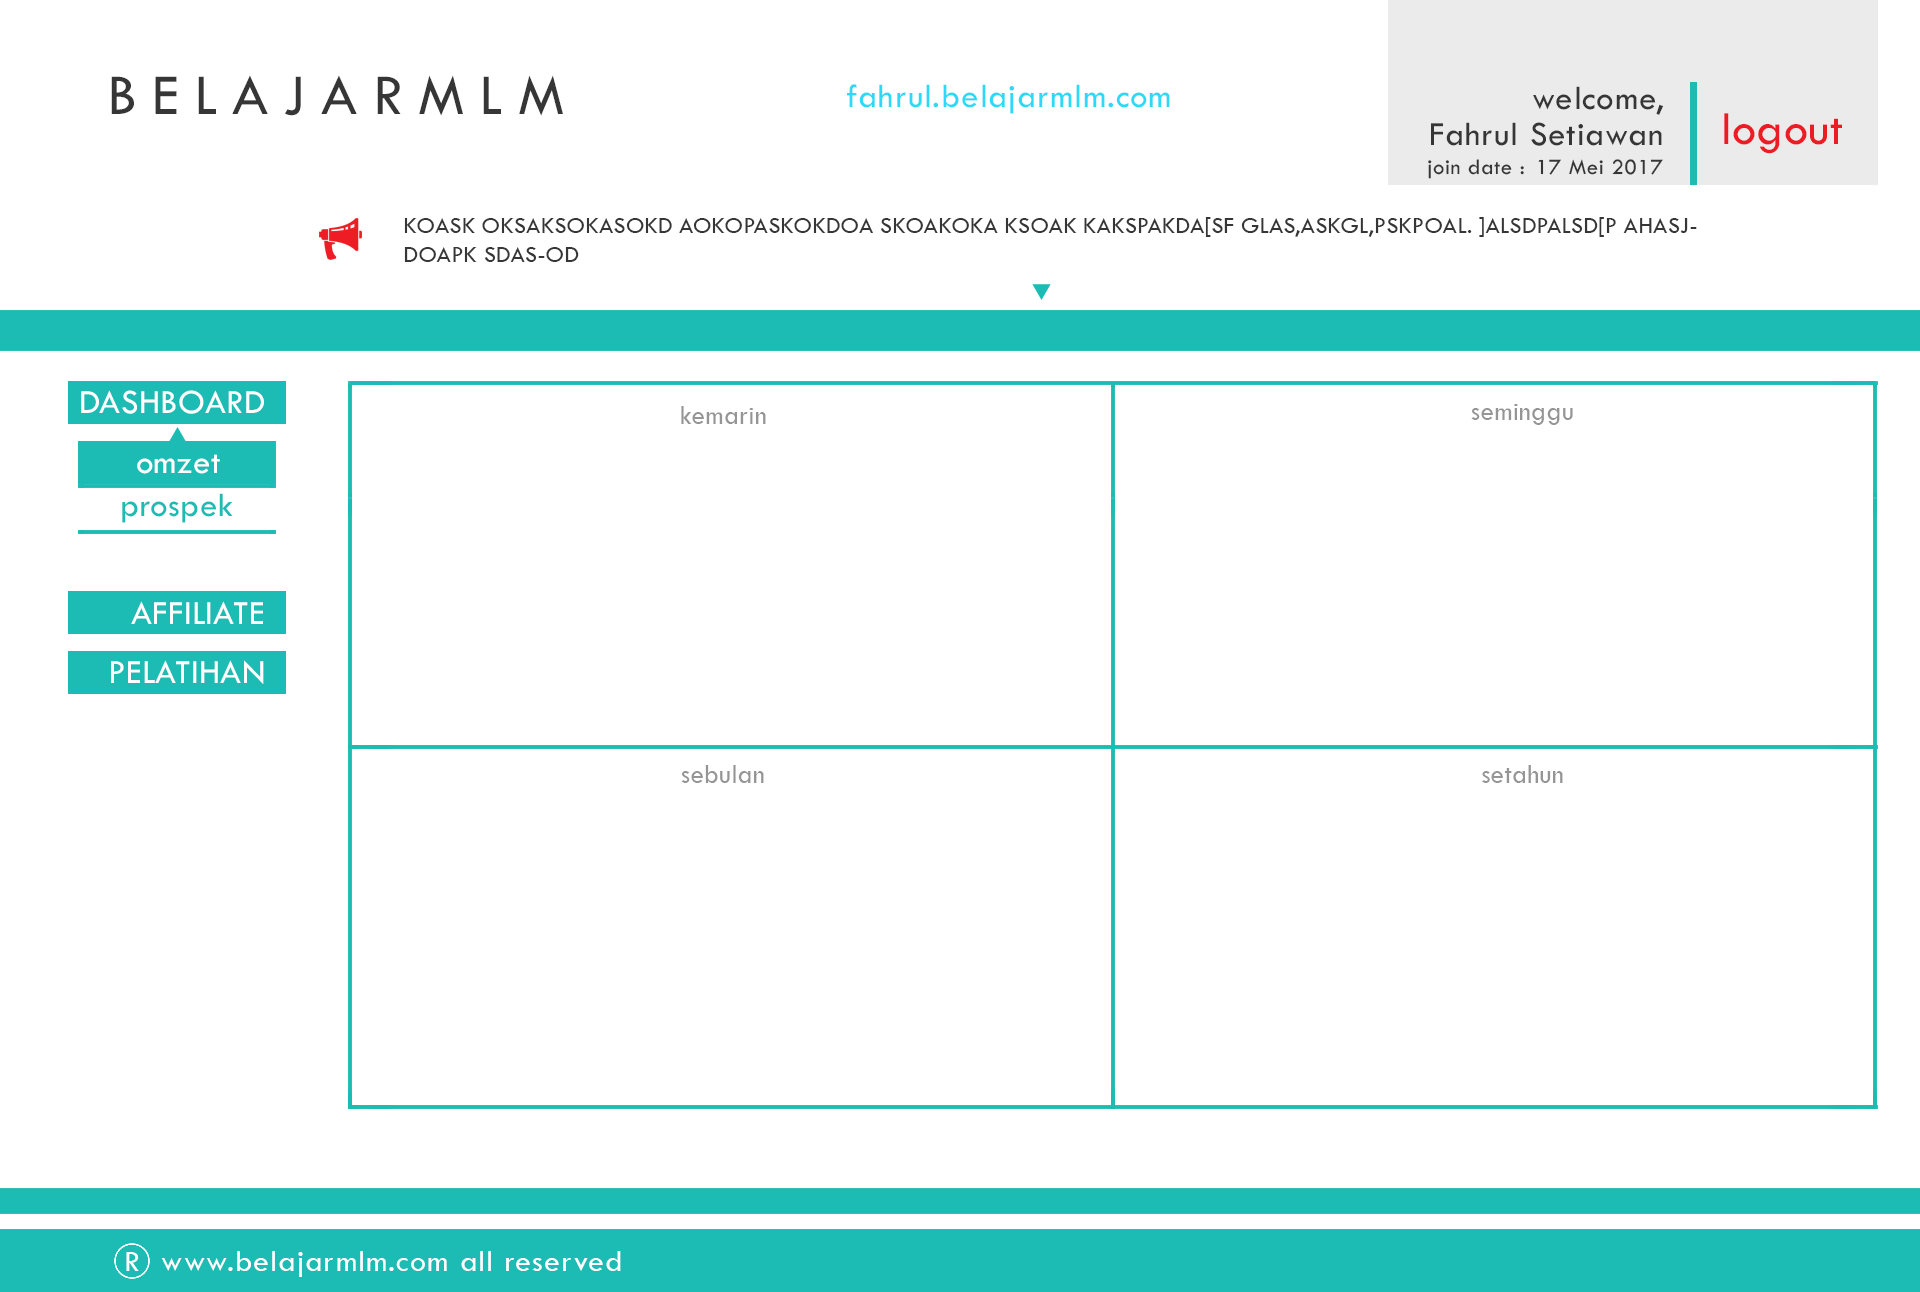 BELAJARMLM
fahrul.belajarmlm.com
welcome,
Fahrul Setiawan
join date : 17 Mei 2017
logout
KOASK OKSAKSOKASOKD AOKOPASKOKDOA SKOAKOKA KSOAK KAKSPAKDA[SF GLAS,ASKGL,PSKPOAL. ]ALSDPALSD[P AHASJ-
DOAPK SDAS-OD
DASHBOARD
omzet
prospek
AFFILIATE
PELATIHAN
kemarin
seminggu
sebulan
setahun
® www.belajarmlm.com all reserved